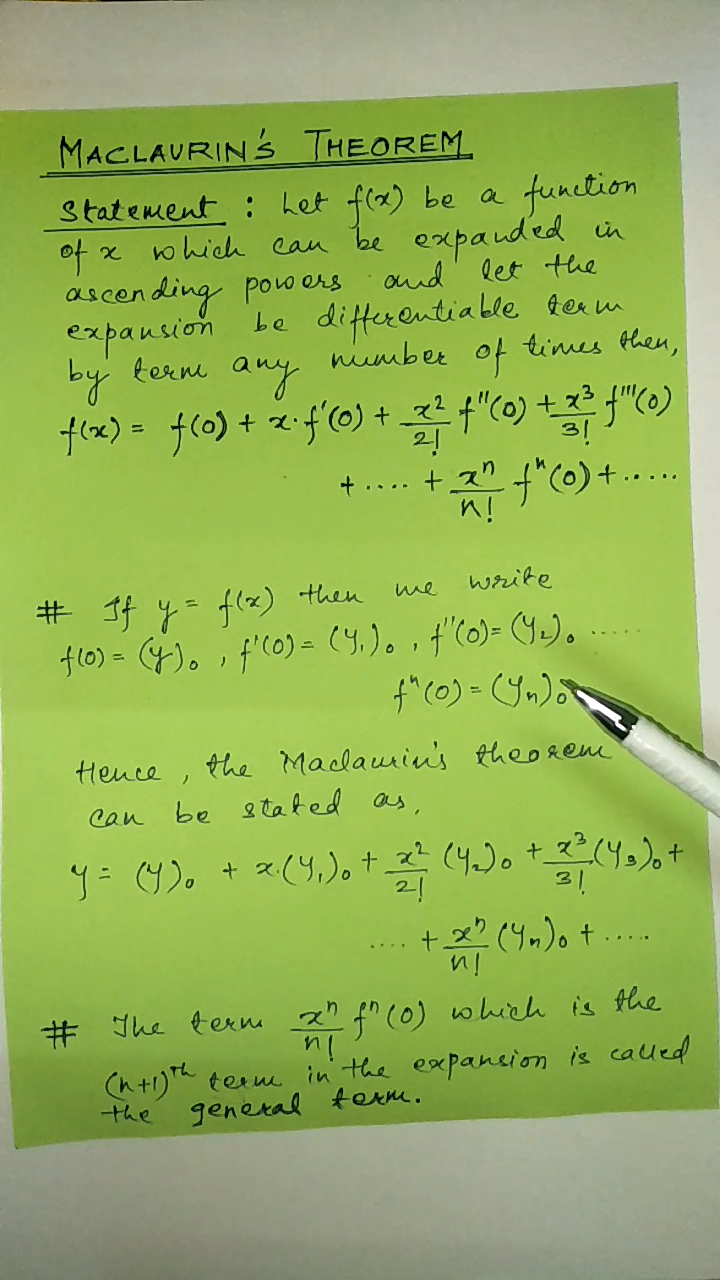 MACLAURIN'S THEOREM
Statement : Let f(x) be a function
of x which can be expanded in
ascending powers and let the
expansion be differentiable term
by term any number of times then,
f(x) = f(0) + x·f'(0) + x²/2! f''(0) + x³/3! f'''(0)
+ .... + xⁿ/n! fⁿ(0) + .....
# If y = f(x) then we write
f(0) = (y)₀ , f'(0) = (y₁)₀ , f''(0) = (y₂)₀ .....
fⁿ(0) = (yₙ)₀
Hence , the Maclaurin's theorem
can be stated as,
y = (y)₀ + x·(y₁)₀ + x²/2! (y₂)₀ + x³/3! (y₃)₀ +
.... + xⁿ/n! (yₙ)₀ + .....
# The term xⁿ/n! fⁿ(0) which is the
(n+1)ᵗʰ term in the expansion is called
the general term.